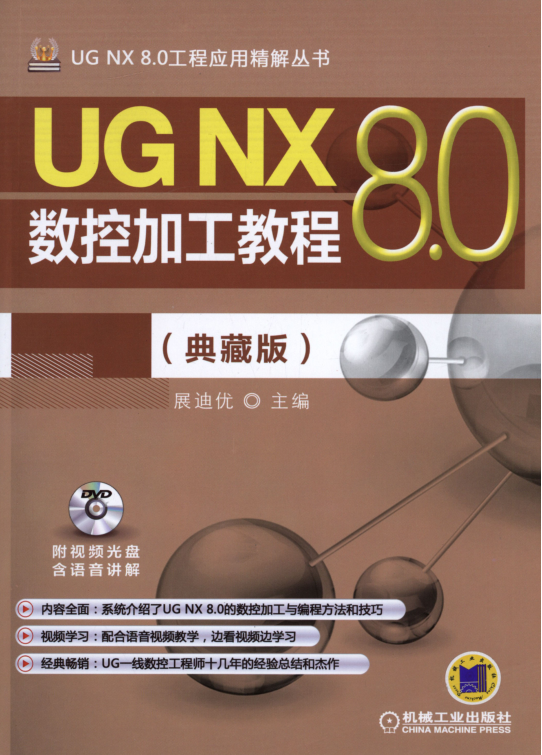 UG NX 8.0工程应用精解丛书
UG NX 8.0
数控加工教程
（典藏版）
展迪优 ◎ 主编
DVD
附视频光盘
含语音讲解
内容全面：系统介绍了UG NX 8.0的数控加工与编程方法和技巧
视频学习：配合语音视频教学，边看视频边学习
经典畅销：UG一线数控工程师十几年的经验总结和杰作
机械工业出版社
CHINA MACHINE PRESS